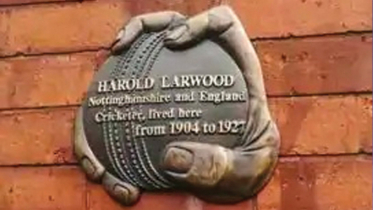 HAROLD LARWOOD
Nottinghamshire and England
Cricketer, lived here
from 1904 to 1927